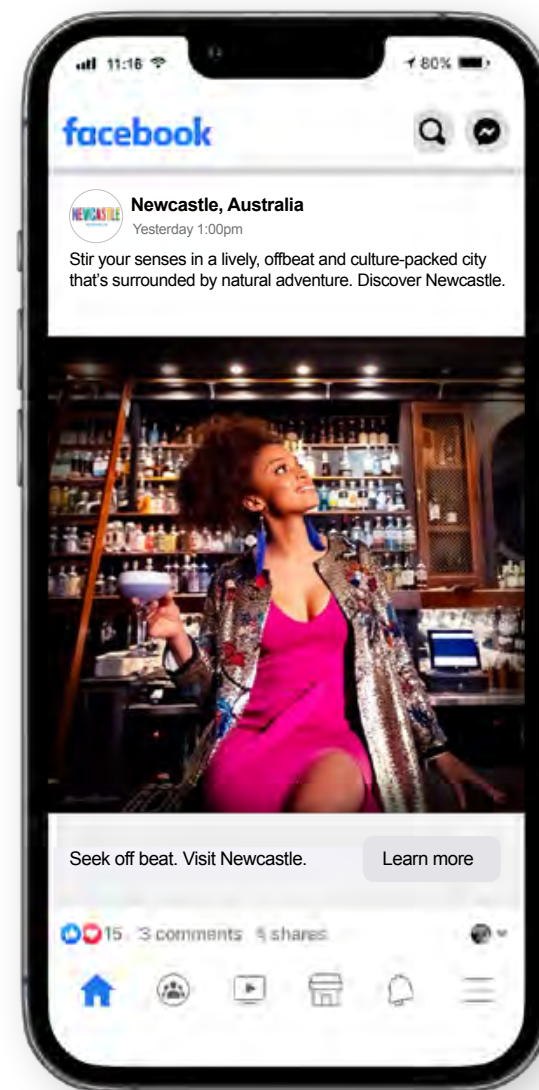 11:16
80%
facebook
NEWCASTLE
Newcastle, Australia
Yesterday 1:00pm
Stir your senses in a lively, offbeat and culture-packed city
that’s surrounded by natural adventure. Discover Newcastle.
Seek off beat. Visit Newcastle.
Learn more
15 3 comments shares